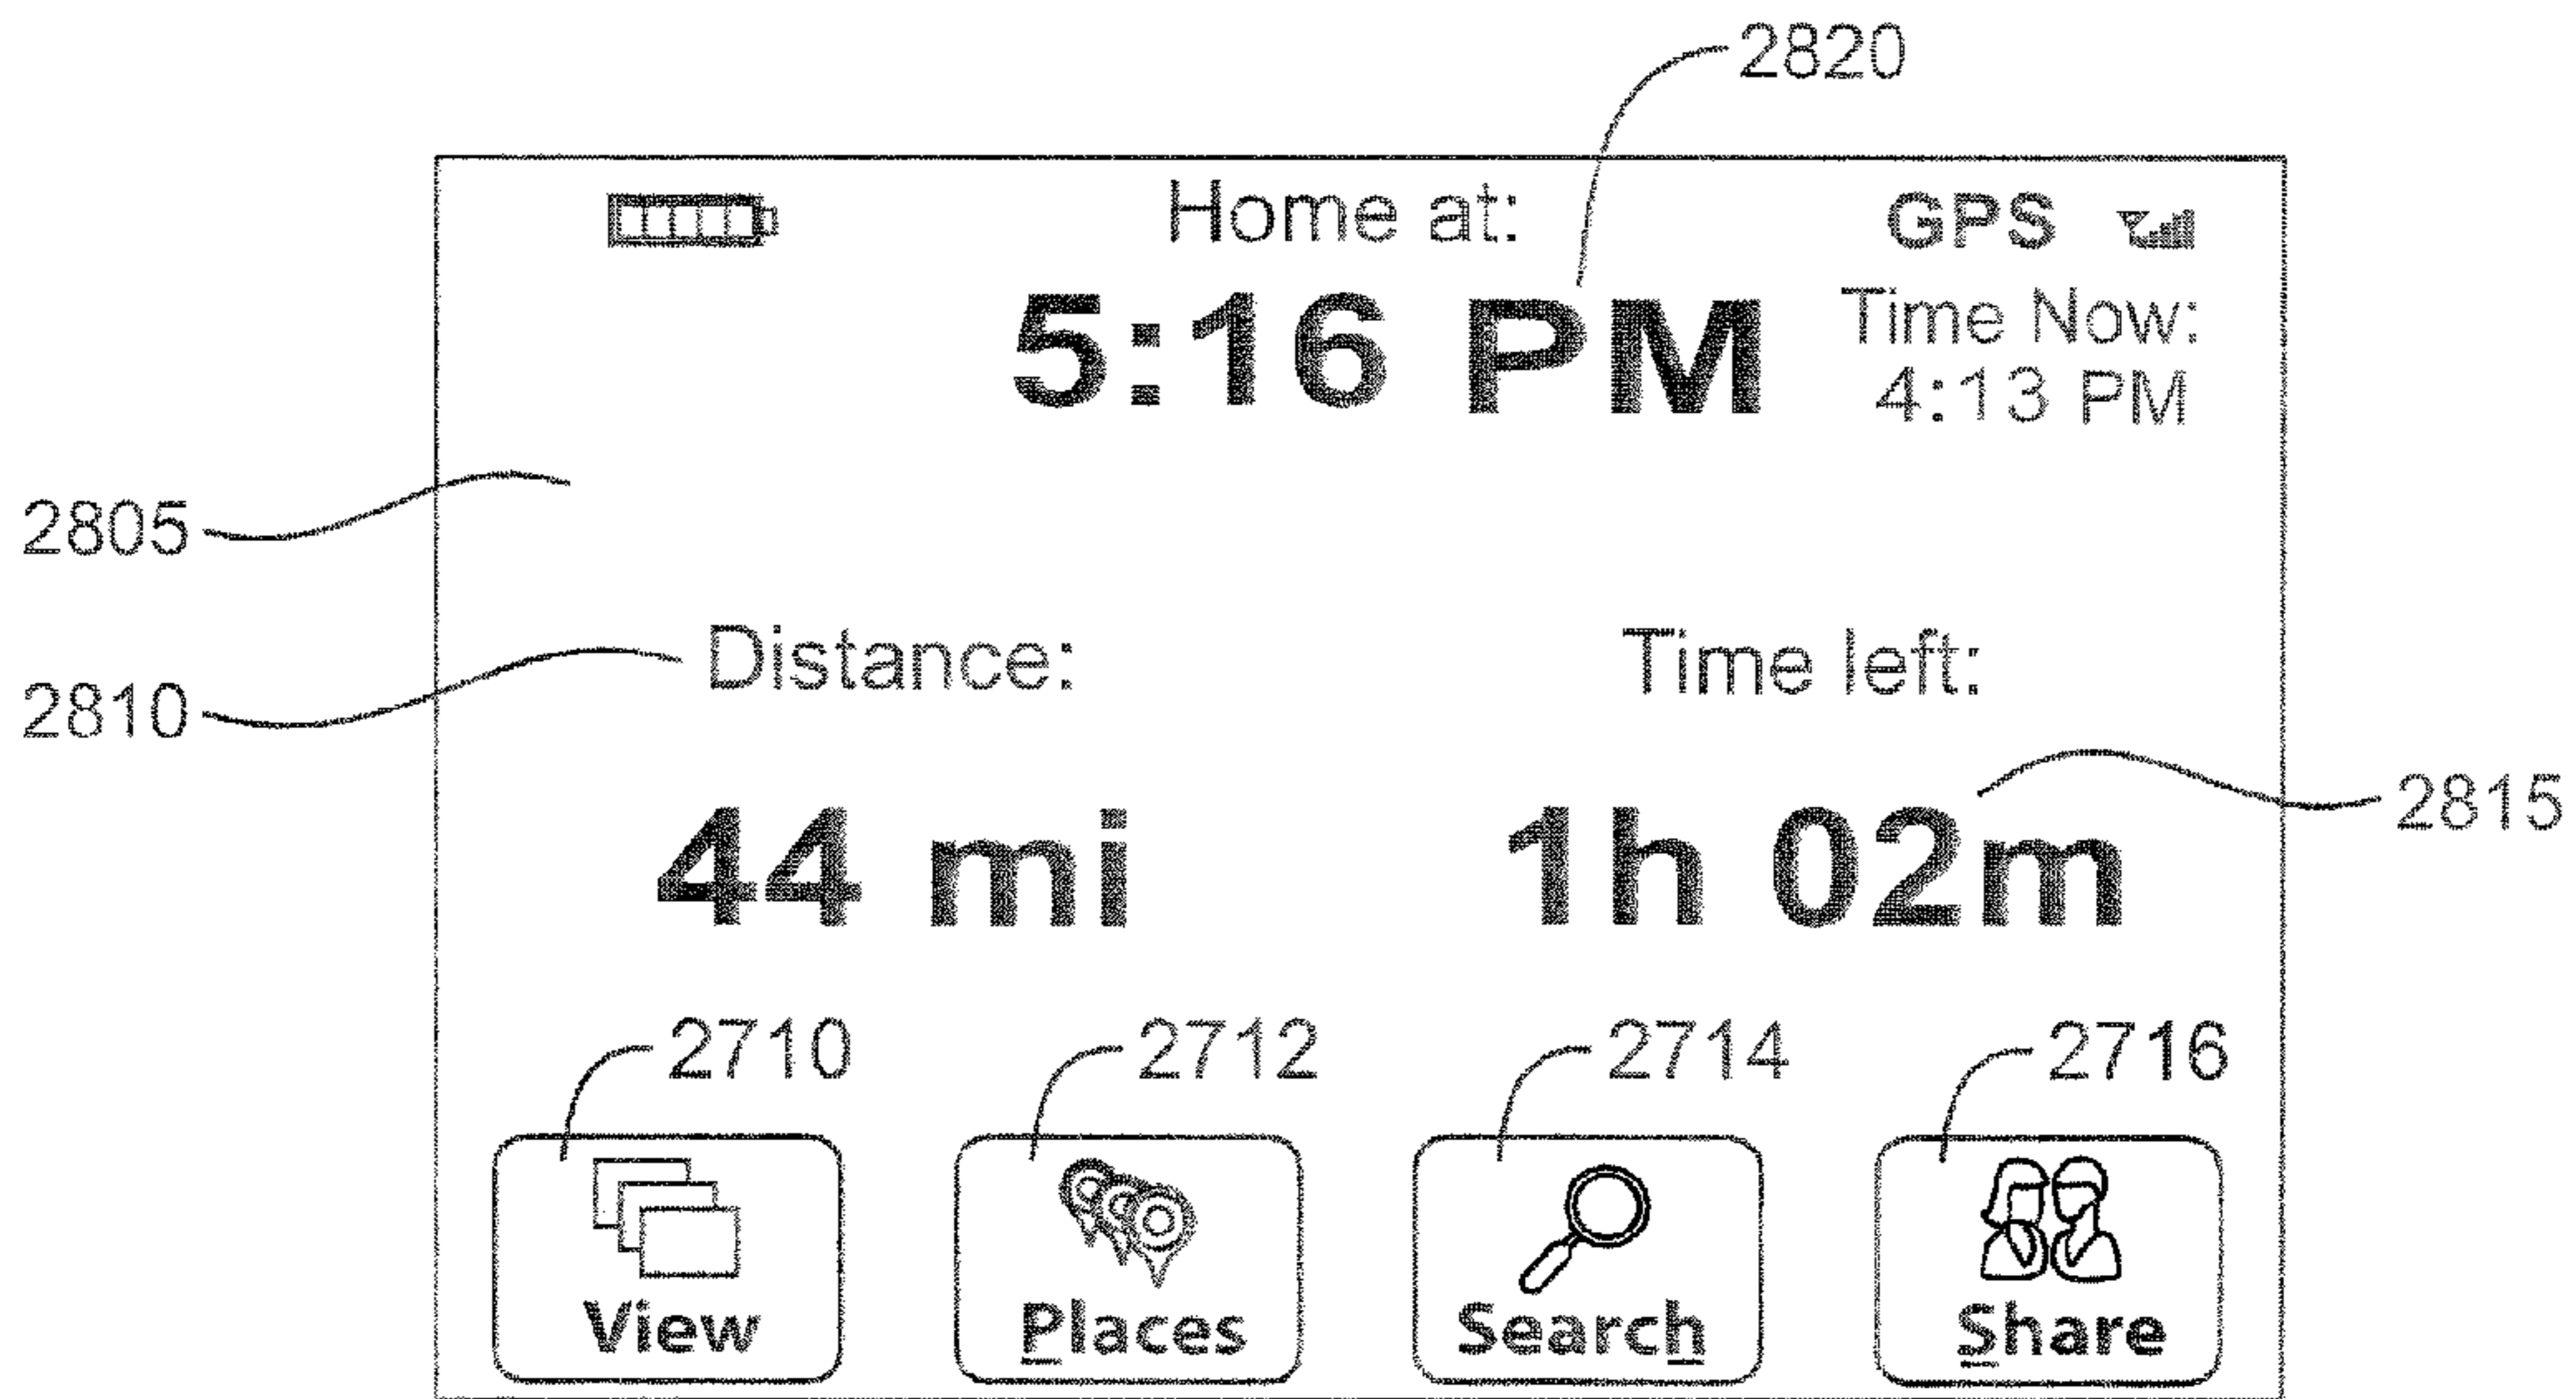 2820
Home at:
GPS
5:16 PM
Time Now:
4:13 PM
2805
Distance:
Time left:
2810
2815
44 mi
1h 02m
2710
2712
2714
2716
View
Places
Search
Share